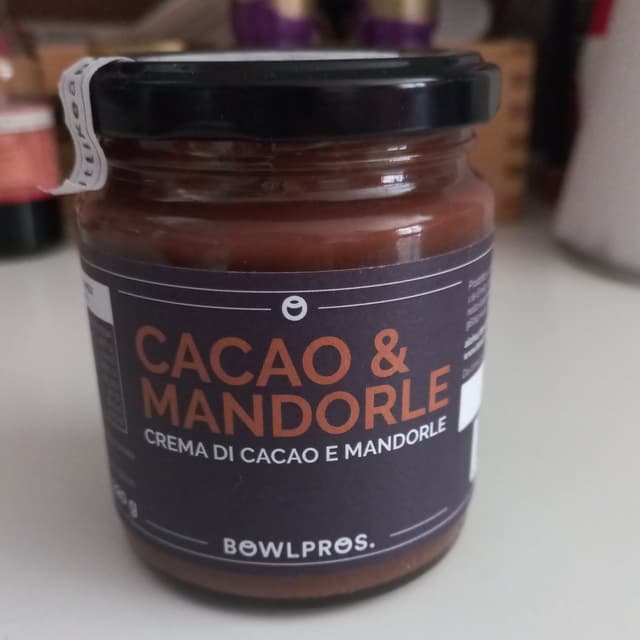 CACAO &
MANDORLE
CREMA DI CACAO E MANDORLE
BOWLPROS.